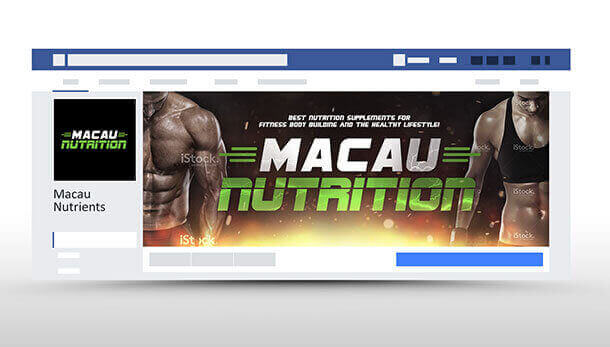 MACAU
NUTRITION
Macau
Nutrients
BEST NUTRITION SUPPLEMENTS FOR
FITNESS BODY BUILDING AND THE HEALTHY LIFESTYLE!
MACAU
NUTRITION
iStock.
iStock.
iStock.
iStock.